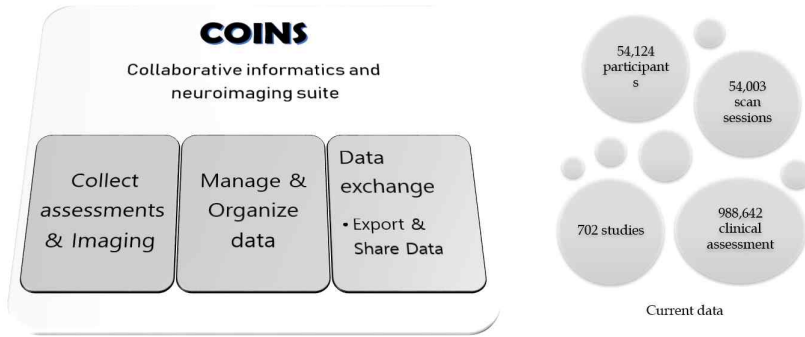 COINS
Collaborative informatics and
neuroimaging suite
Collect
assessments
& Imaging
Manage &
Organize
data
Data
exchange
• Export &
Share Data
54,124
participant
s
54,003
scan
sessions
702 studies
988,642
clinical
assessment
Current data